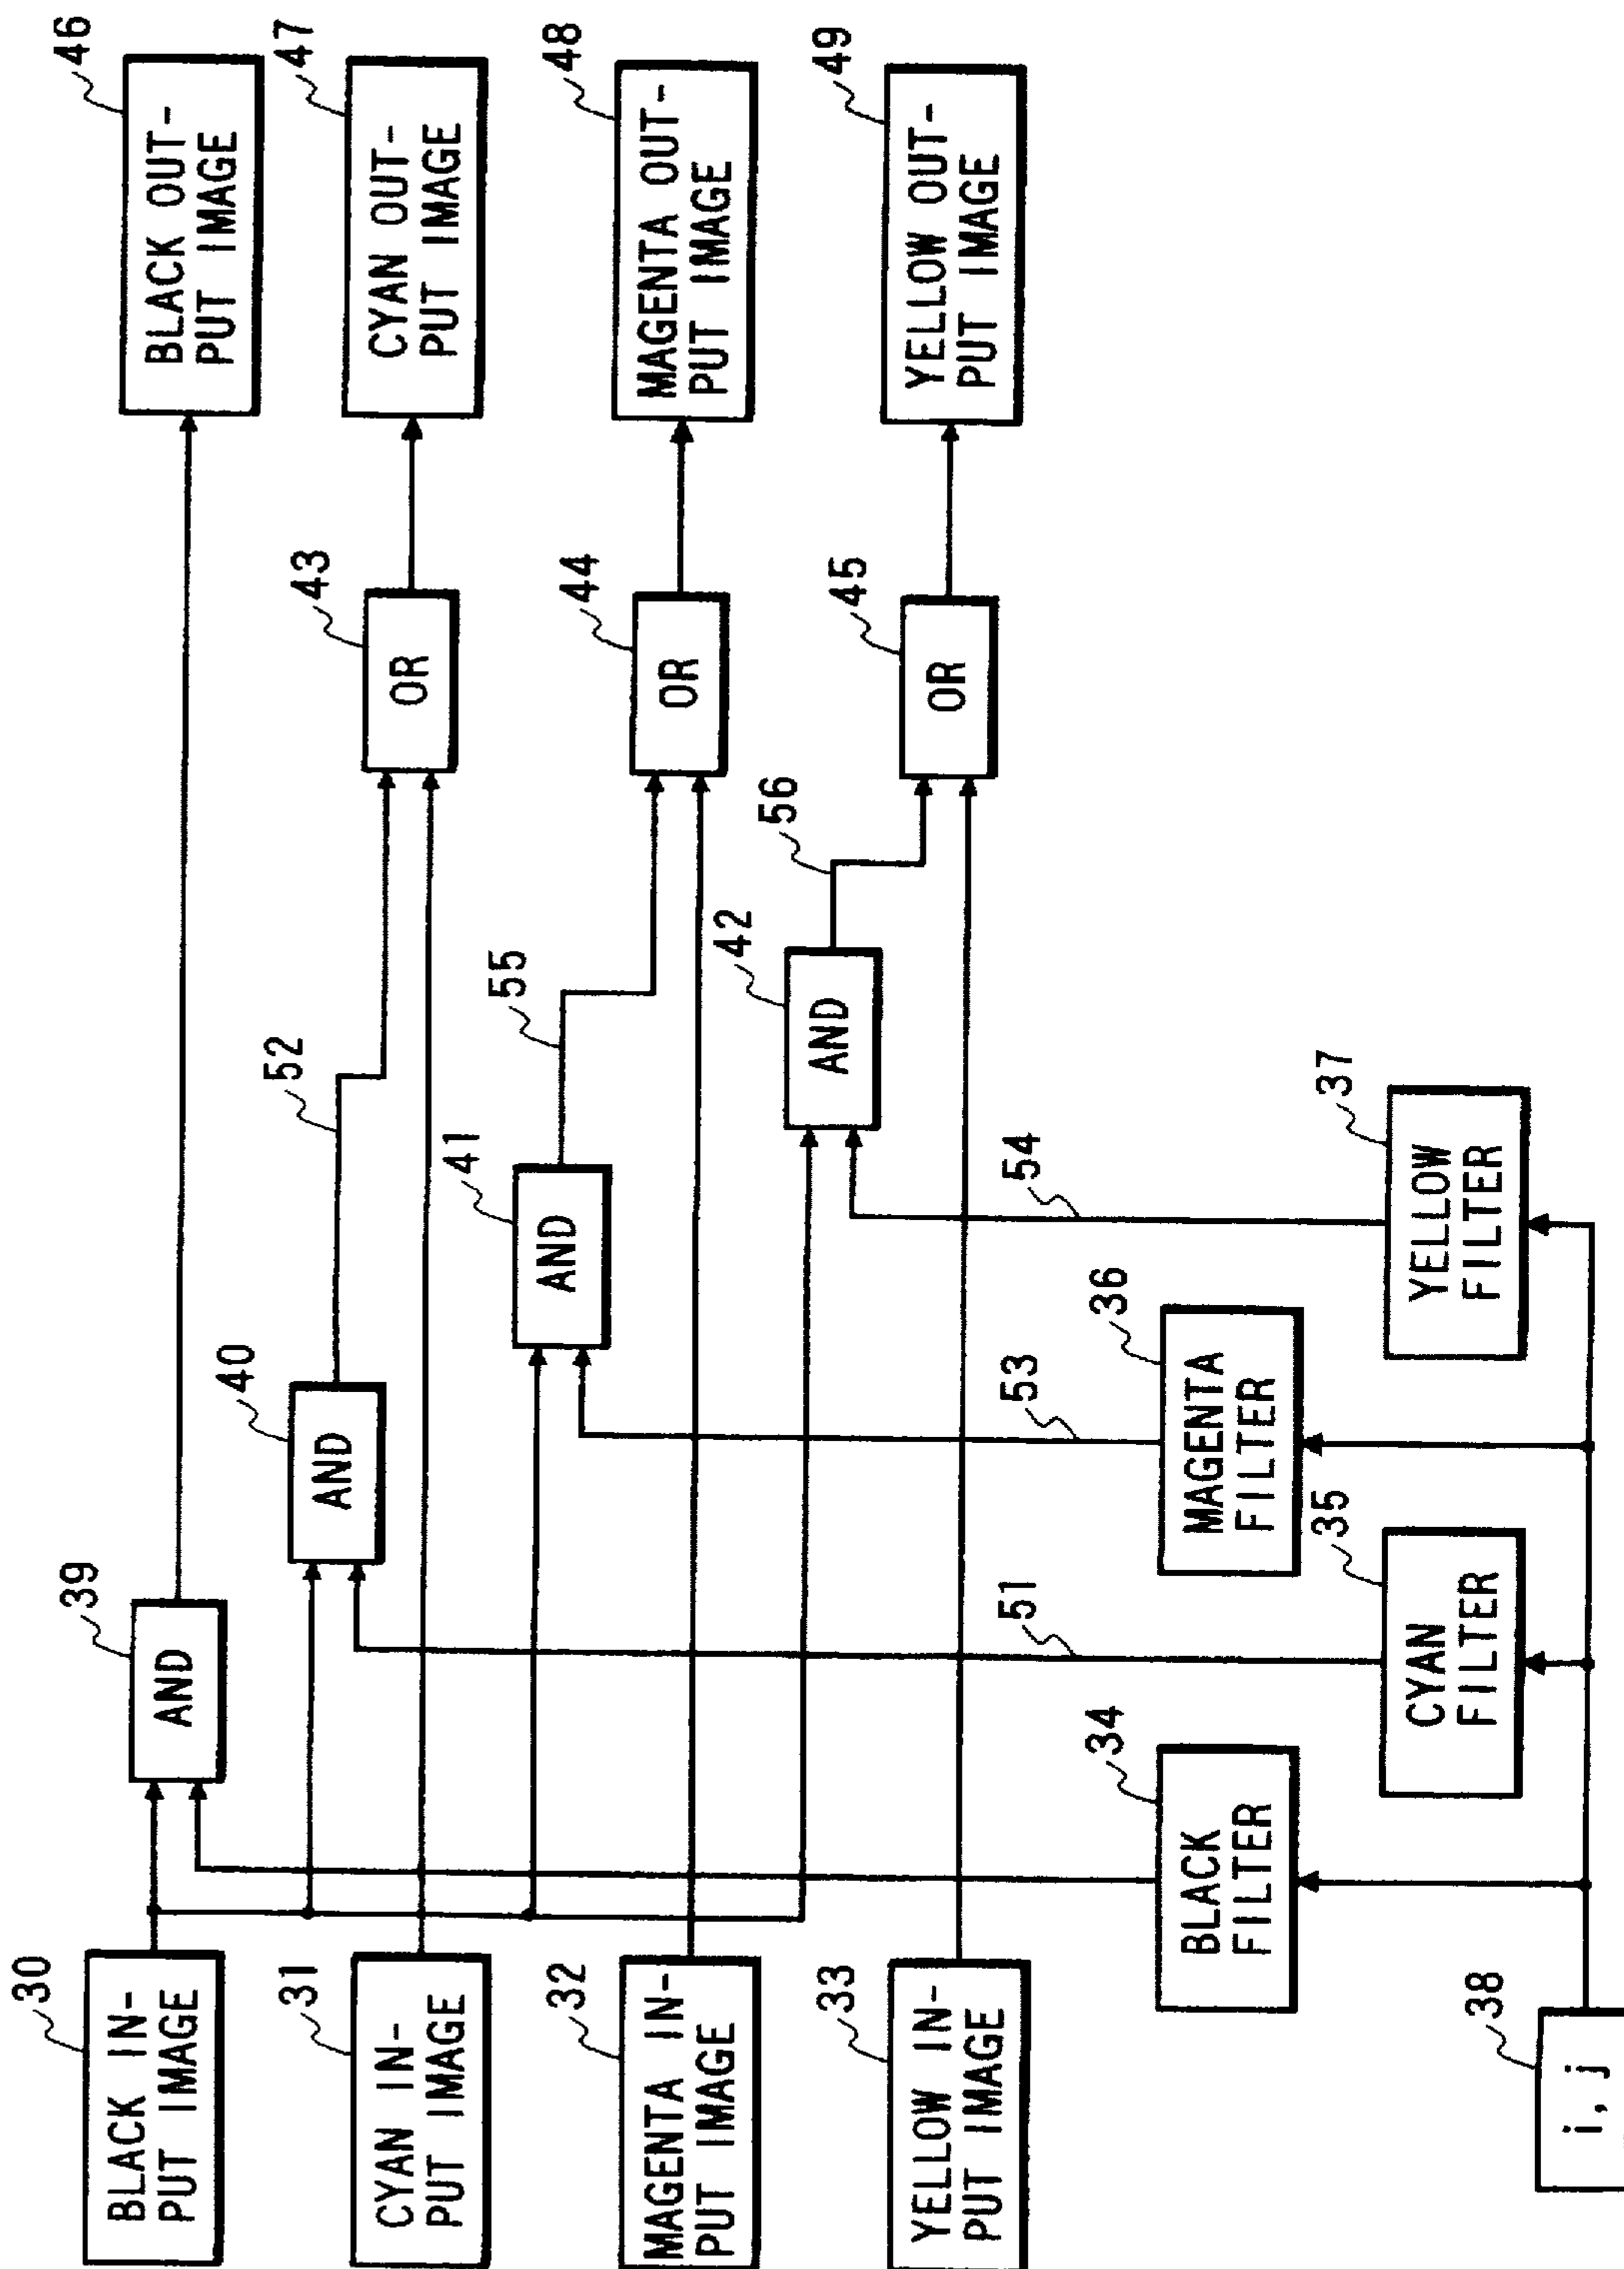 46
BLACK OUT-
PUT IMAGE
47
CYAN OUT-
PUT IMAGE
48
MAGENTA OUT-
PUT IMAGE
49
YELLOW OUT-
PUT IMAGE
43
OR
44
OR
45
OR
52
55
56
39
AND
40
AND
41
AND
42
AND
51
53
54
30
BLACK IN-
PUT IMAGE
31
CYAN IN-
PUT IMAGE
32
MAGENTA IN-
PUT IMAGE
33
YELLOW IN-
PUT IMAGE
34
BLACK
FILTER
35
CYAN
FILTER
36
MAGENTA
FILTER
37
YELLOW
FILTER
38
i, j